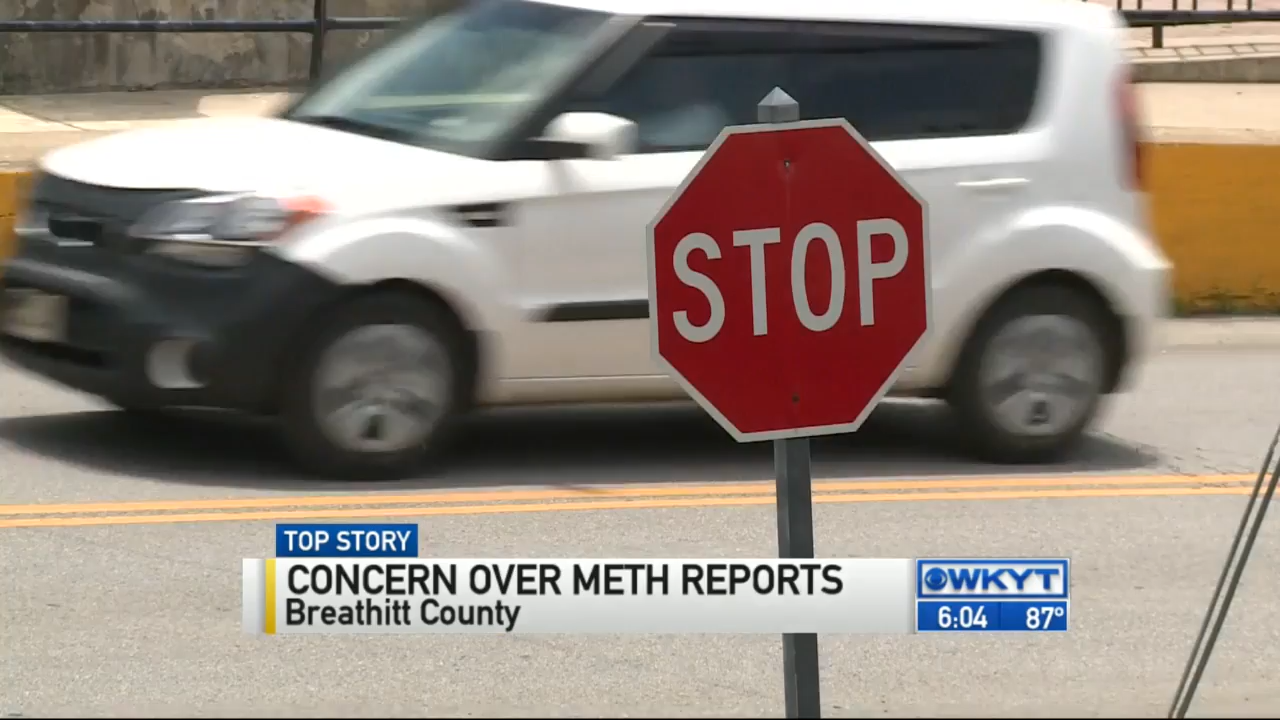 STOP
TOP STORY
CONCERN OVER METH REPORTS
Breathitt County
WKYT
6:04 87°